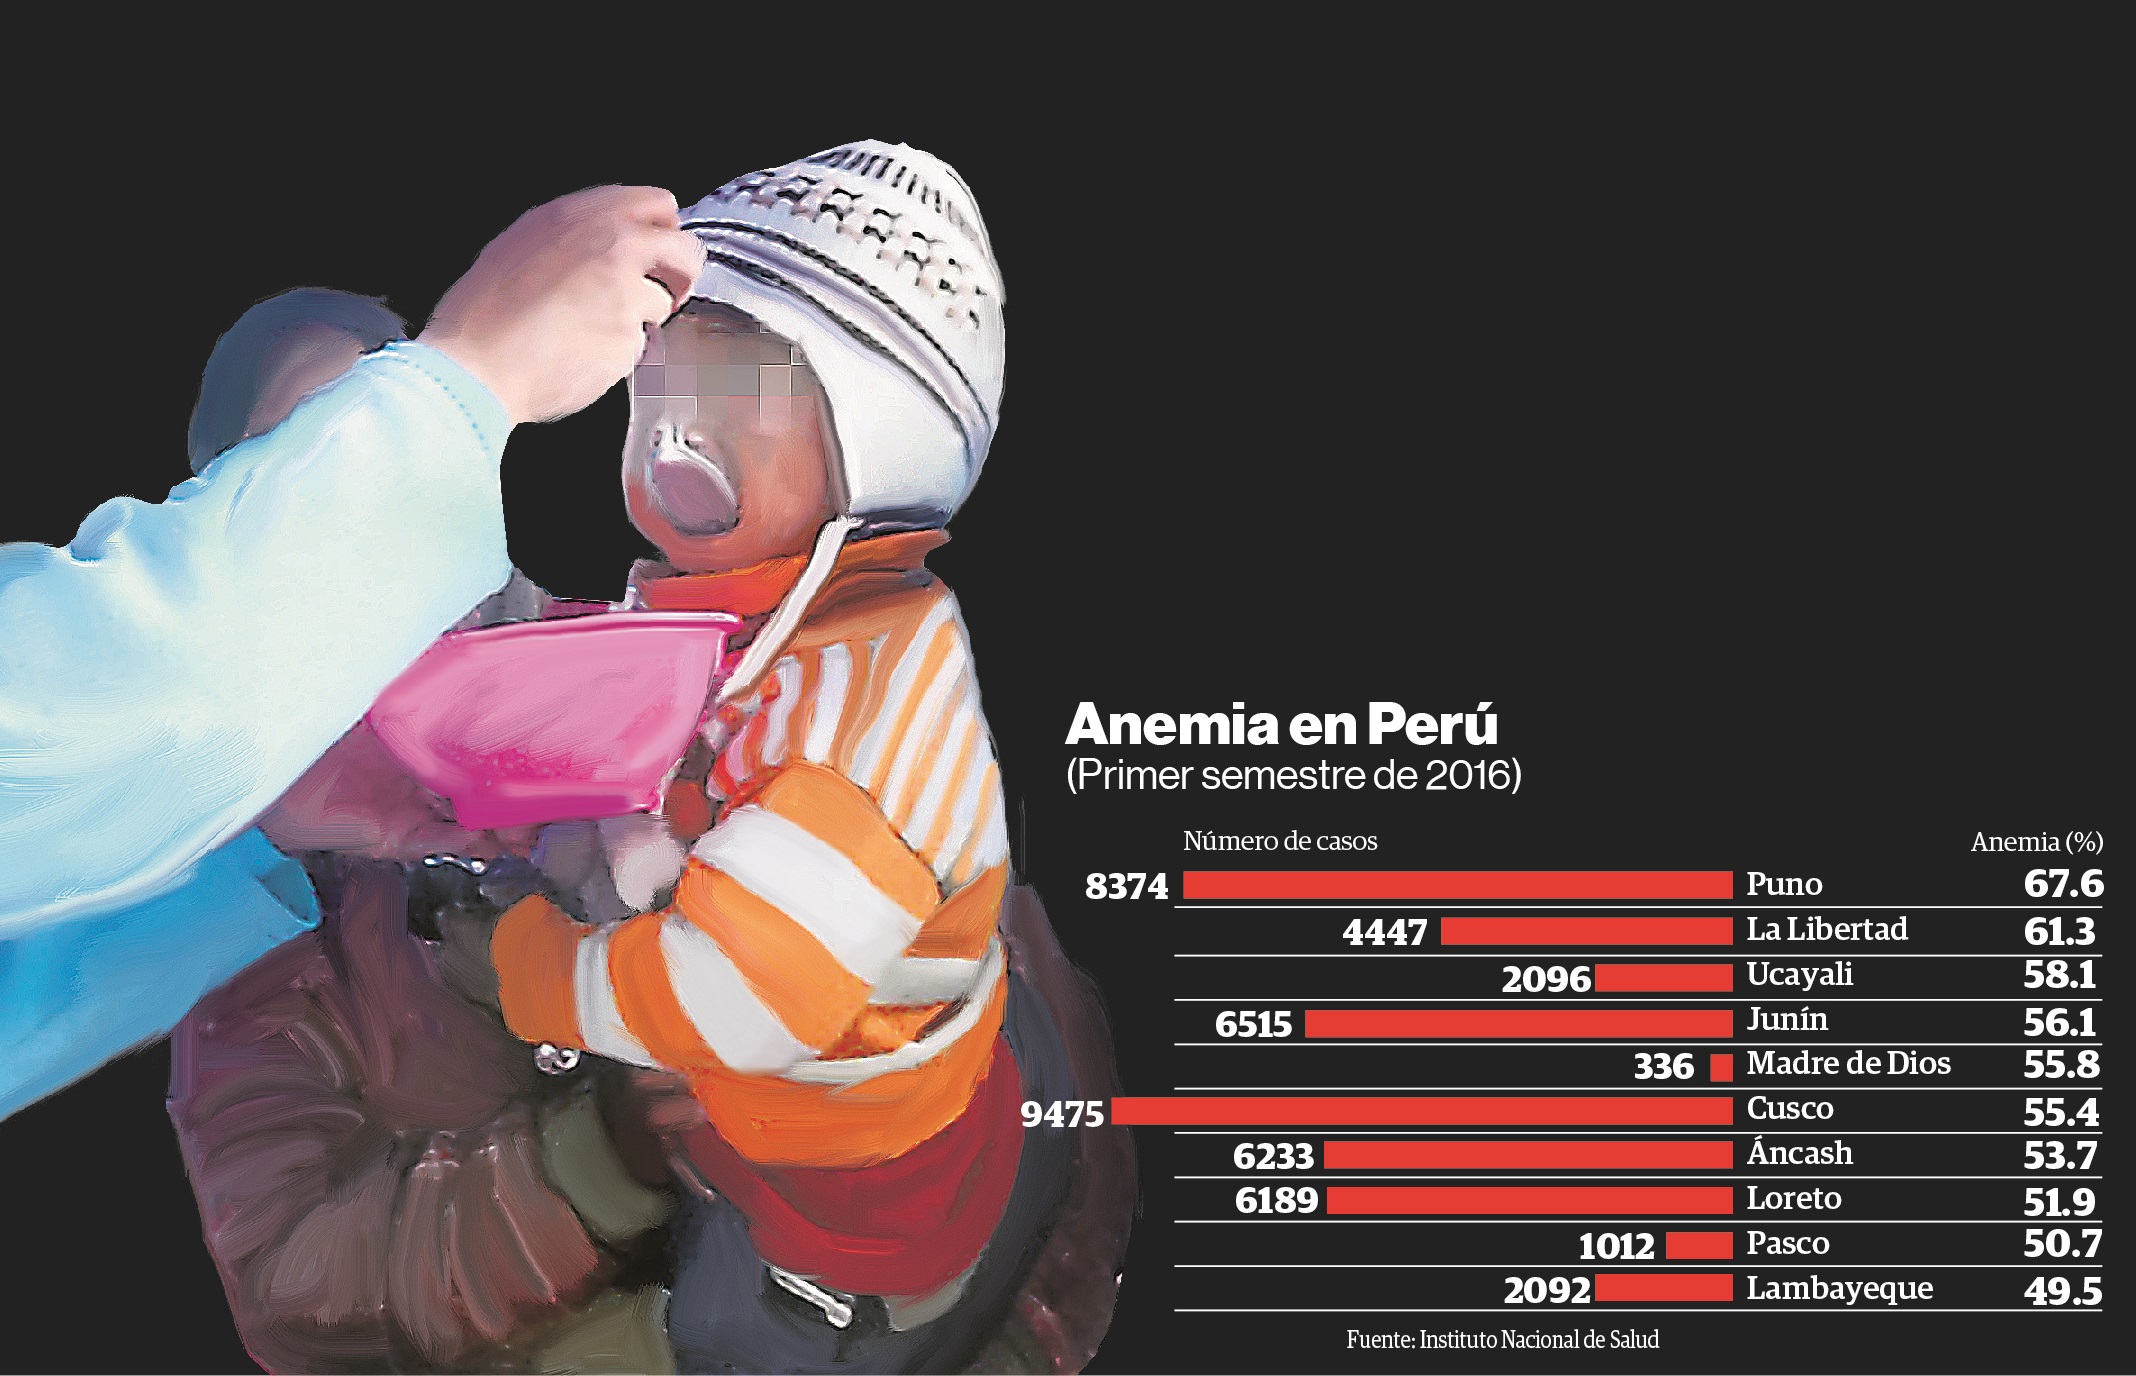 Anemia en Perú
(Primer semestre de 2016)
Número de casos Anemia (%)
8374 Puno 67.6
4447 La Libertad 61.3
2096 Ucayali 58.1
6515 Junín 56.1
336 Madre de Dios 55.8
9475 Cusco 55.4
6233 Áncash 53.7
6189 Loreto 51.9
1012 Pasco 50.7
2092 Lambayeque 49.5
Fuente: Instituto Nacional de Salud